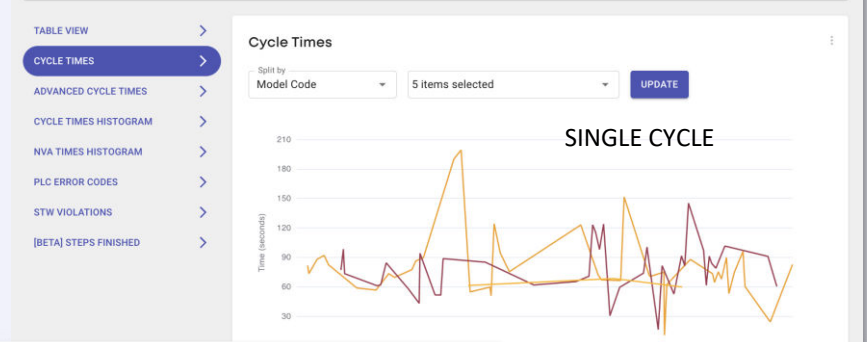 TABLE VIEW
CYCLE TIMES
ADVANCED CYCLE TIMES
CYCLE TIMES HISTOGRAM
NVA TIMES HISTOGRAM
PLC ERROR CODES
STW VIOLATIONS
[BETA] STEPS FINISHED
Cycle Times
Split by
Model Code
5 items selected
UPDATE
SINGLE CYCLE
Time (seconds)
210
180
150
120
90
60
30